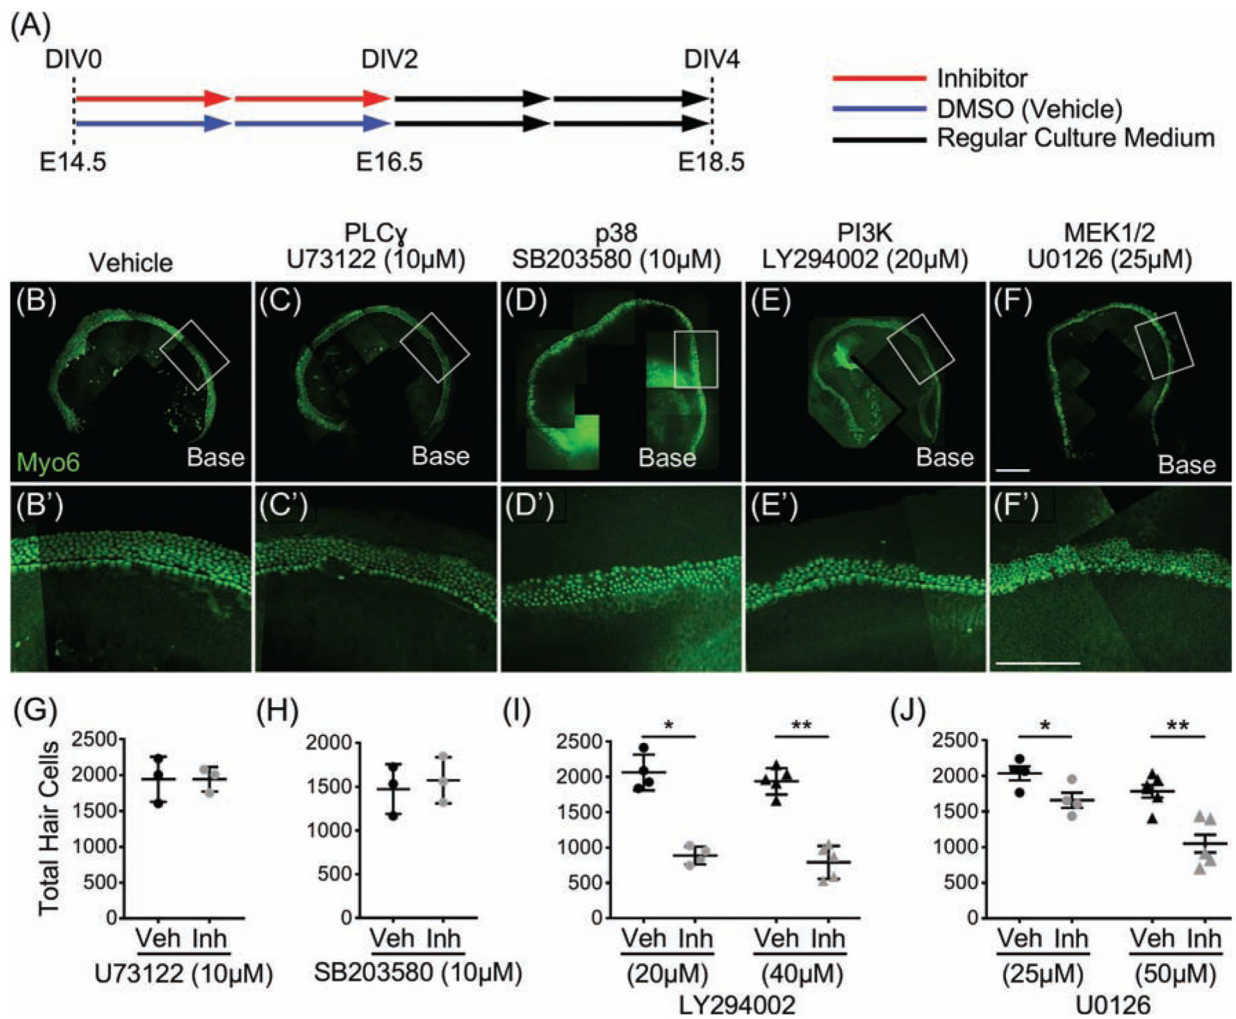 (A)
DIV0 DIV2 DIV4
E14.5 E16.5 E18.5
Inhibitor
DMSO (Vehicle)
Regular Culture Medium
Vehicle
PLCɣ
U73122 (10µM)
p38
SB203580 (10µM)
PI3K
LY294002 (20µM)
MEK1/2
U0126 (25µM)
(B) (C) (D) (E) (F)
Myo6 Base Base Base Base Base
(B') (C') (D') (E') (F')
(G)
Total Hair Cells
2500
2000
1500
1000
500
0
Veh Inh
U73122 (10µM)
(H)
2000
1500
1000
500
0
Veh Inh
SB203580 (10µM)
(I)
* **
2500
2000
1500
1000
500
0
Veh Inh Veh Inh
(20µM) (40µM)
LY294002
(J)
* **
2500
2000
1500
1000
500
0
Veh Inh Veh Inh
(25µM) (50µM)
U0126